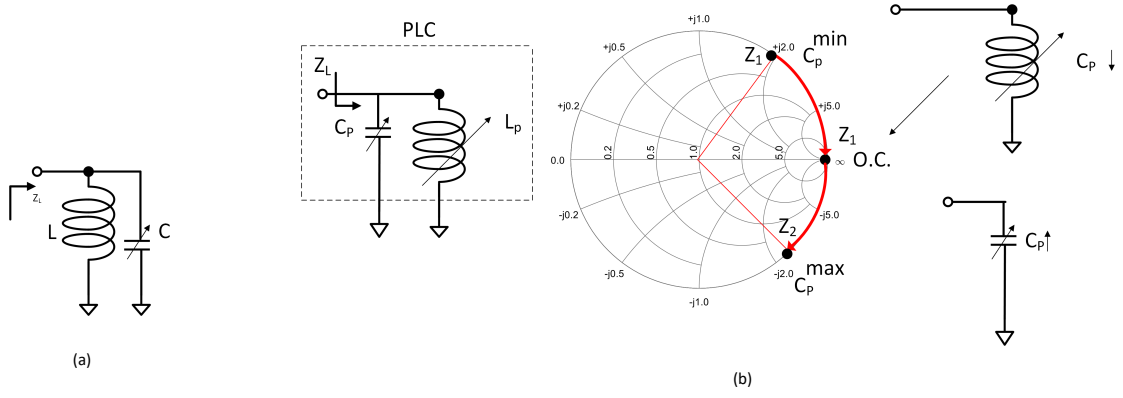 Z_L
L
C
(a)
PLC
Z_L
C_P
L_p
+j1.0
+j0.5
+j2.0
+j0.2
+j5.0
0.0
0.2
0.5
1.0
2.0
5.0
∞
-j0.2
-j5.0
-j0.5
-j2.0
-j1.0
Z_1
C_p^min
Z_1
O.C.
Z_2
C_P^max
C_P ↓
C_P↑
(b)